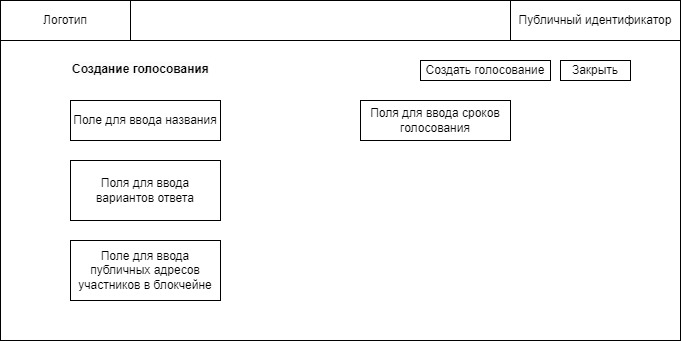 Логотип
Публичный идентификатор
Создание голосования
Создать голосование
Закрыть
Поле для ввода названия
Поля для ввода сроков
голосования
Поля для ввода
вариантов ответа
Поле для ввода
публичных адресов
участников в блокчейне